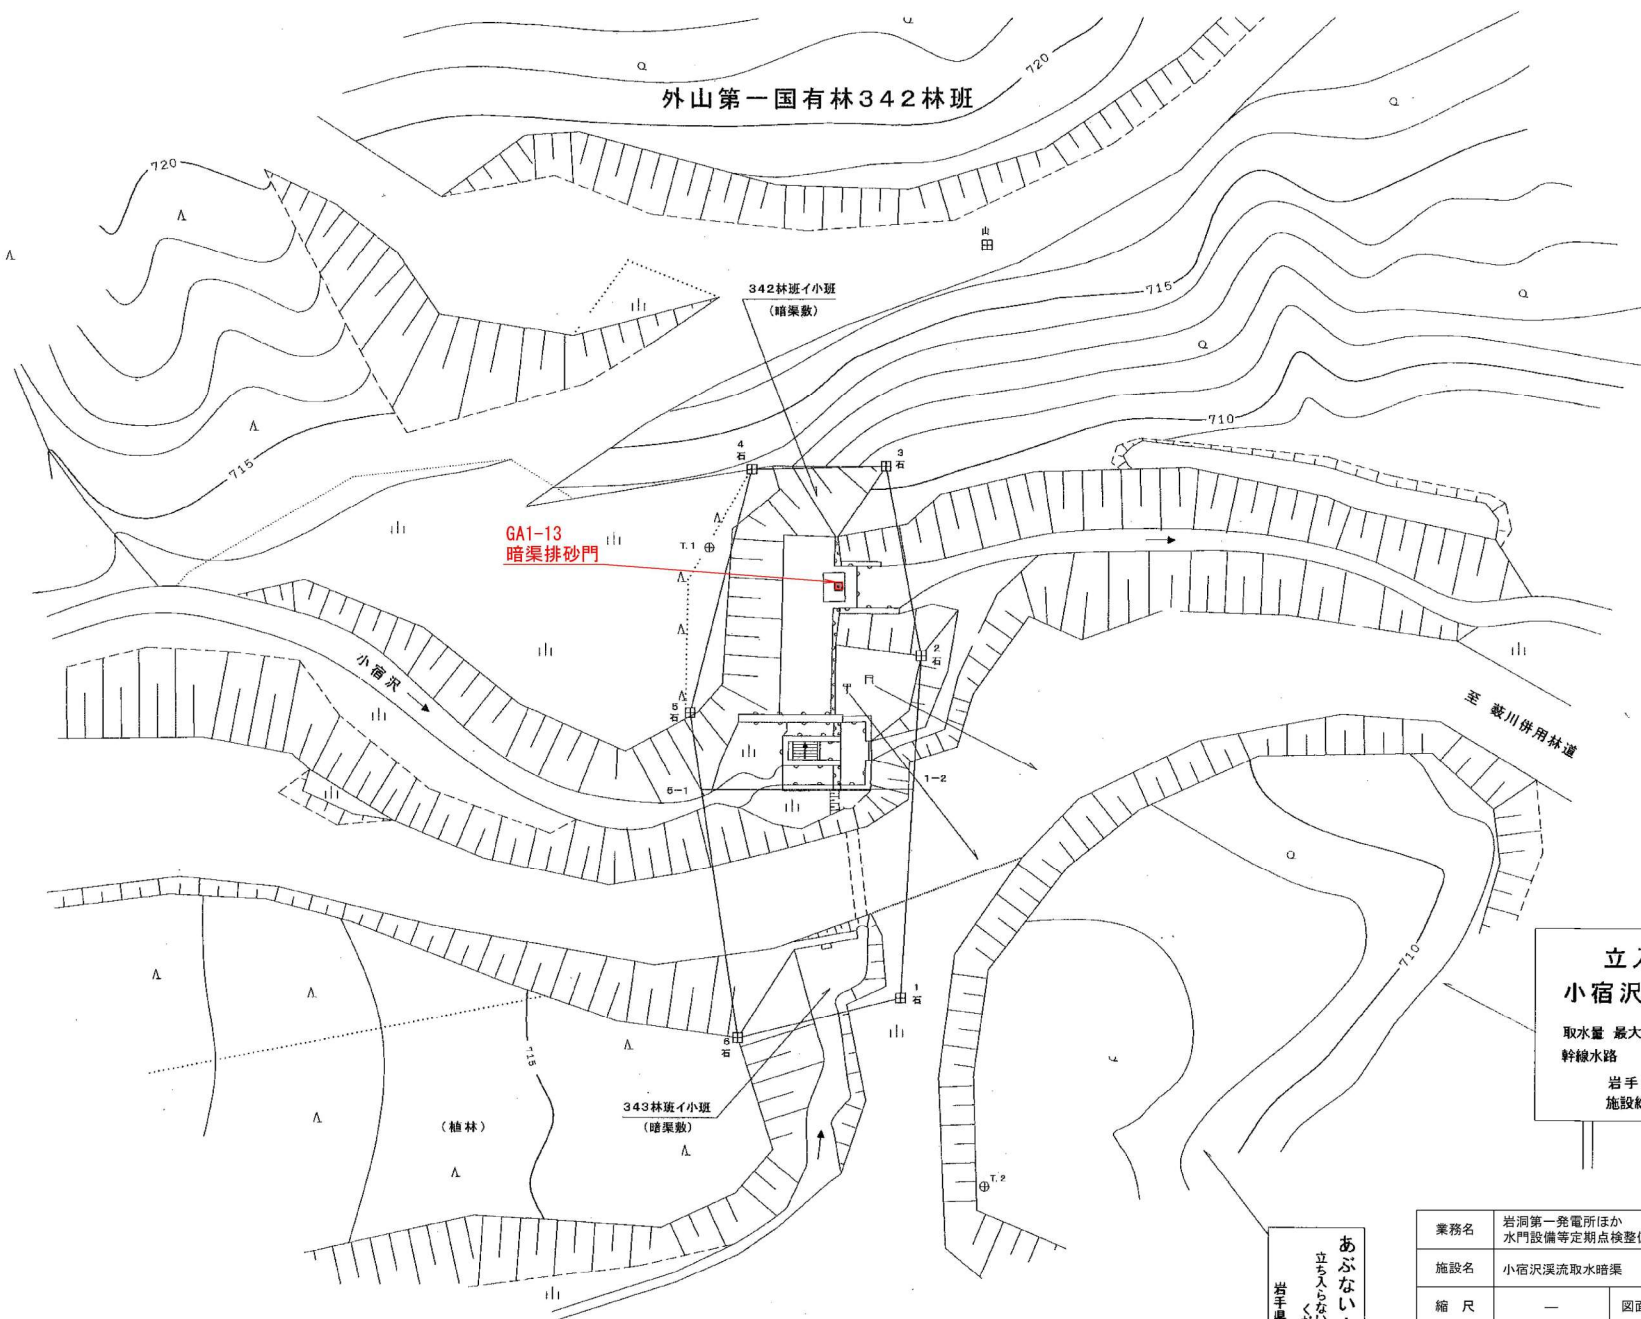 720
外山第一国有林342林班
720
山
342林班イ小班
(暗渠敷)
715
710
715
4
石
3
石
GA1-13
暗渠排砂門
T.1
2
石
小宿沢
5
石
至 薮川併用林道
5-1
1-2
710
1
石
6
石
715
343林班イ小班
(暗渠敷)
(植林)
T.2
立入
小宿沢
取水量 最大
幹線水路
岩手
施設
あぶない
立ち入らない
く
岩手県
業務名 岩洞第一発電所ほか
水門設備等定期点検整
施設名 小宿沢渓流取水暗渠
縮 尺 — 図面